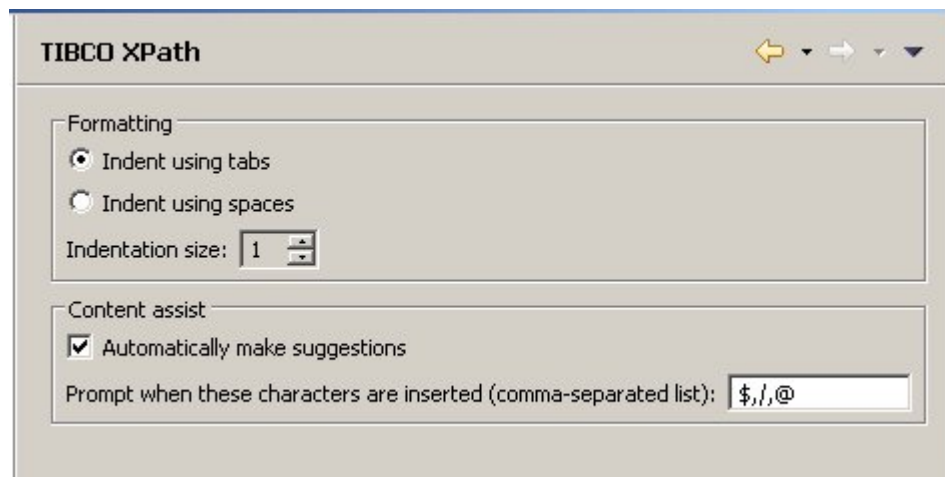 TIBCO XPath
Formatting
Indent using tabs
Indent using spaces
Indentation size: 1
Content assist
Automatically make suggestions
Prompt when these characters are inserted (comma-separated list): $,/,@